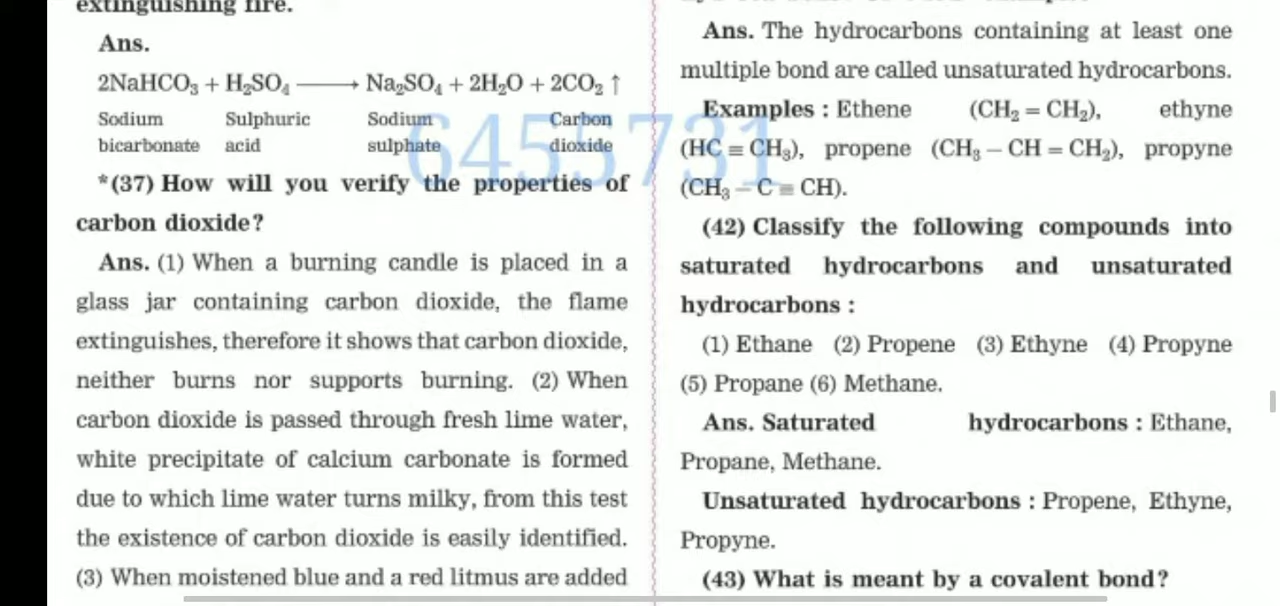 extinguishing fire.
Ans.
2NaHCO₃ + H₂SO₄ ⟶ Na₂SO₄ + 2H₂O + 2CO₂ ↑
Sodium Sulphuric Sodium Carbon
bicarbonate acid sulphate dioxide
*(37) How will you verify the properties of
carbon dioxide?
Ans. (1) When a burning candle is placed in a
glass jar containing carbon dioxide, the flame
extinguishes, therefore it shows that carbon dioxide,
neither burns nor supports burning. (2) When
carbon dioxide is passed through fresh lime water,
white precipitate of calcium carbonate is formed
due to which lime water turns milky, from this test
the existence of carbon dioxide is easily identified.
(3) When moistened blue and a red litmus are added
Ans. The hydrocarbons containing at least one
multiple bond are called unsaturated hydrocarbons.
Examples : Ethene (CH₂ = CH₂), ethyne
(HC ≡ CH₃), propene (CH₃ – CH = CH₂), propyne
(CH₃ – C ≡ CH).
(42) Classify the following compounds into
saturated hydrocarbons and unsaturated
hydrocarbons :
(1) Ethane (2) Propene (3) Ethyne (4) Propyne
(5) Propane (6) Methane.
Ans. Saturated hydrocarbons : Ethane,
Propane, Methane.
Unsaturated hydrocarbons : Propene, Ethyne,
Propyne.
(43) What is meant by a covalent bond?
6455731